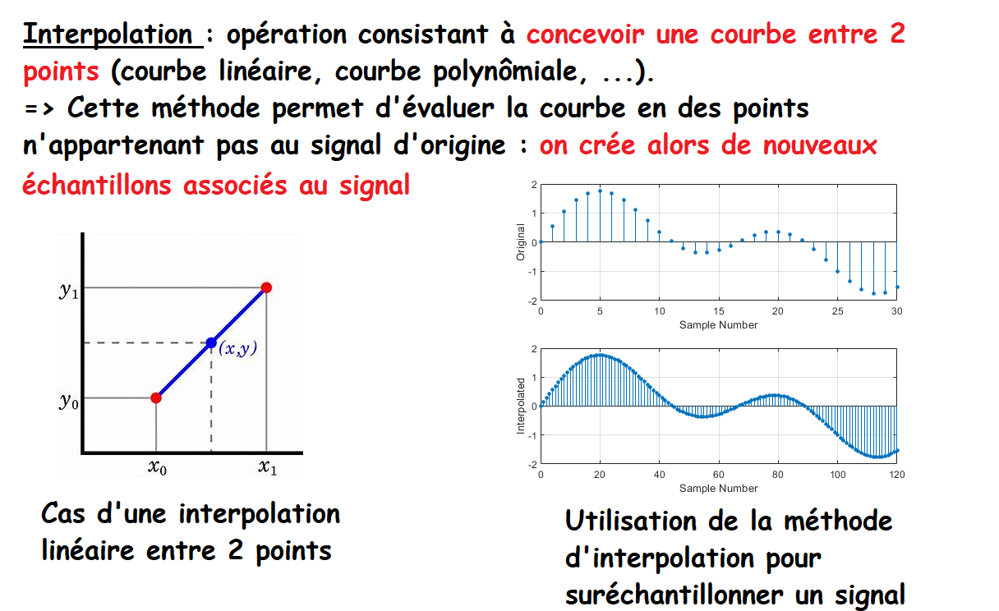 Interpolation : opération consistant à concevoir une courbe entre 2
points (courbe linéaire, courbe polynômiale, ...).
=> Cette méthode permet d'évaluer la courbe en des points
n'appartenant pas au signal d'origine : on crée alors de nouveaux
échantillons associés au signal
y1
(x,y)
y0
x0 x1
Cas d'une interpolation
linéaire entre 2 points
2
1
0
-1
-2
Original
0 5 10 15 20 25 30
Sample Number
2
1
0
-1
-2
Interpolated
0 20 40 60 80 100 120
Sample Number
Utilisation de la méthode
d'interpolation pour
suréchantillonner un signal